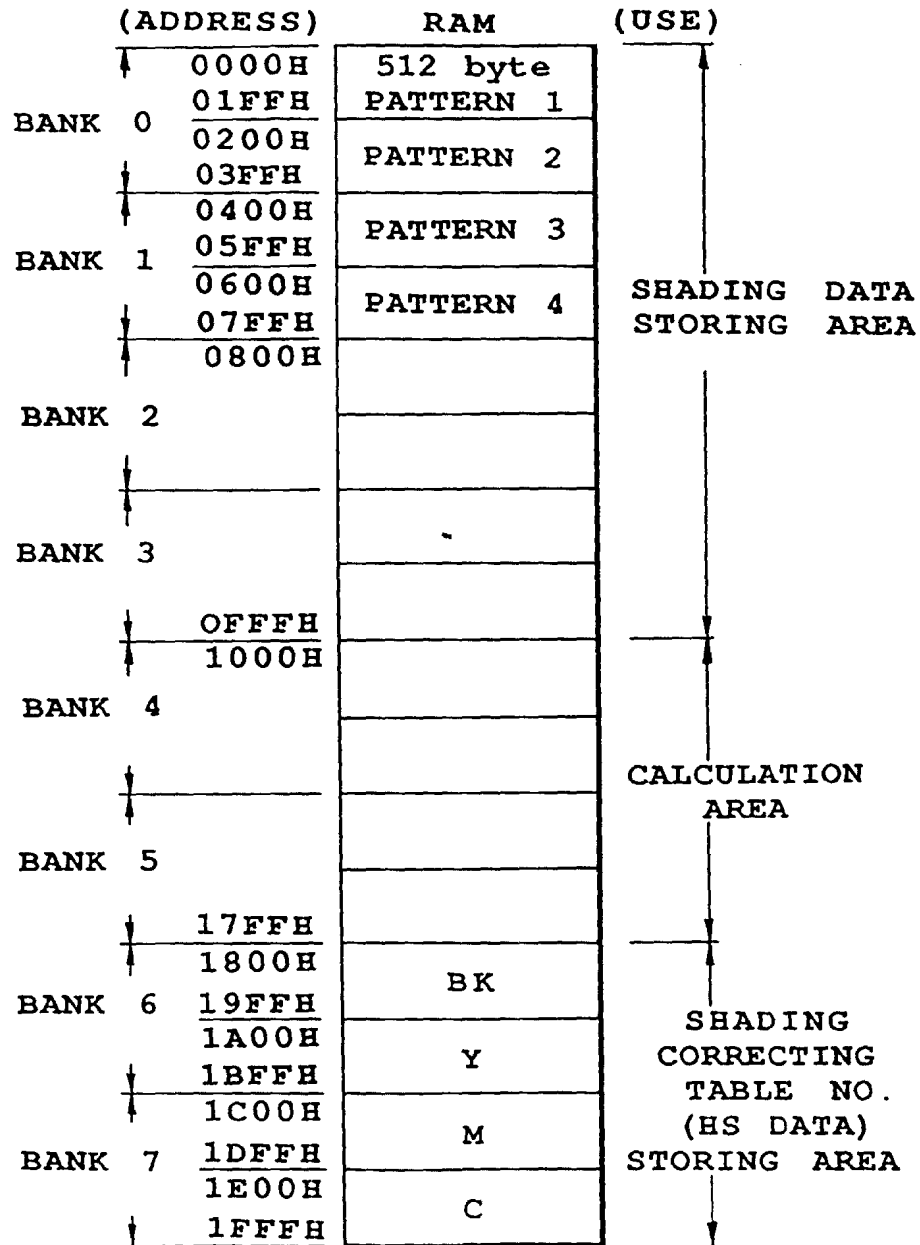 (ADDRESS) RAM (USE)
0000H 512 byte
BANK 0 01FFH PATTERN 1
0200H
PATTERN 2
03FFH
0400H
PATTERN 3
BANK 1 05FFH
0600H
PATTERN 4
07FFH
SHADING DATA
STORING AREA
0800H
BANK 2
BANK 3
0FFFH
1000H
BANK 4
CALCULATION
AREA
BANK 5
17FFH
1800H
BK
BANK 6 19FFH
1A00H
Y
1BFFH
1C00H
M
BANK 7 1DFFH
1E00H
C
1FFFH
SHADING
CORRECTING
TABLE NO.
(HS DATA)
STORING AREA